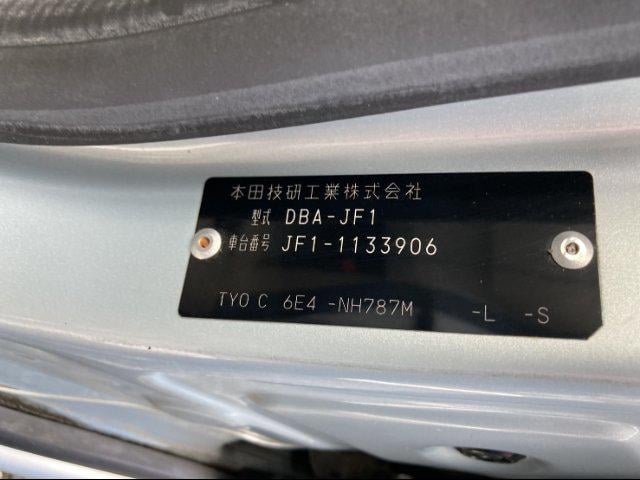 本田技研工業株式会社
型式 DBA-JF1
車台番号 JF1-1133906
TYO C 6E4 -NH787M -L -S